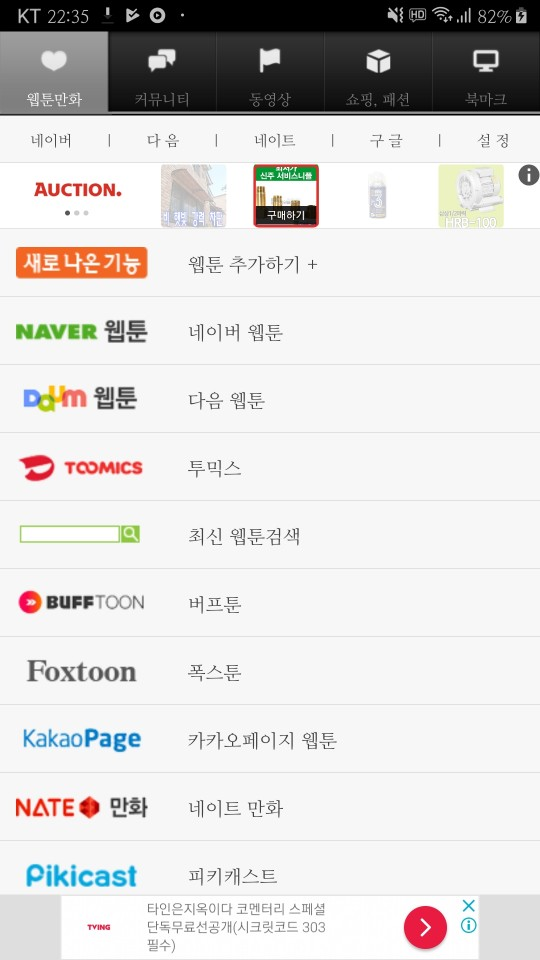 KT 22:35 HD 82%
웹툰만화 커뮤니티 동영상 쇼핑, 패션 북마크
네이버 | 다 음 | 네이트 | 구 글 | 설 정
AUCTION.
신주 서비스니플
구매하기
HRB-100
새로 나온 기능 웹툰 추가하기 +
NAVER 웹툰 네이버 웹툰
Daum 웹툰 다음 웹툰
TOOMICS 투믹스
최신 웹툰검색
BUFFTOON 버프툰
Foxtoon 폭스툰
KakaoPage 카카오페이지 웹툰
NATE 만화 네이트 만화
Pikicast 피키캐스트
TVING
타인은지옥이다 코멘터리 스페셜
단독무료선공개(시크릿코드 303
필수)